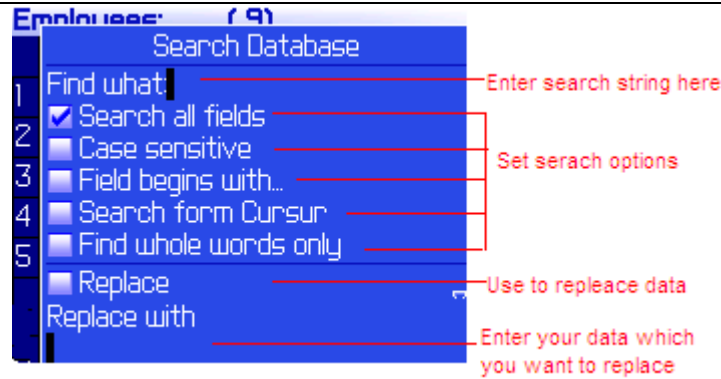 Employees: (9)
Search Database
Find what:
Enter search string here
1
Search all fields
2
Case sensitive
Set serach options
3
Field begins with...
4
Search form Cursur
5
Find whole words only
Replace
Use to repleace data
Replace with
Enter your data which
you want to replace